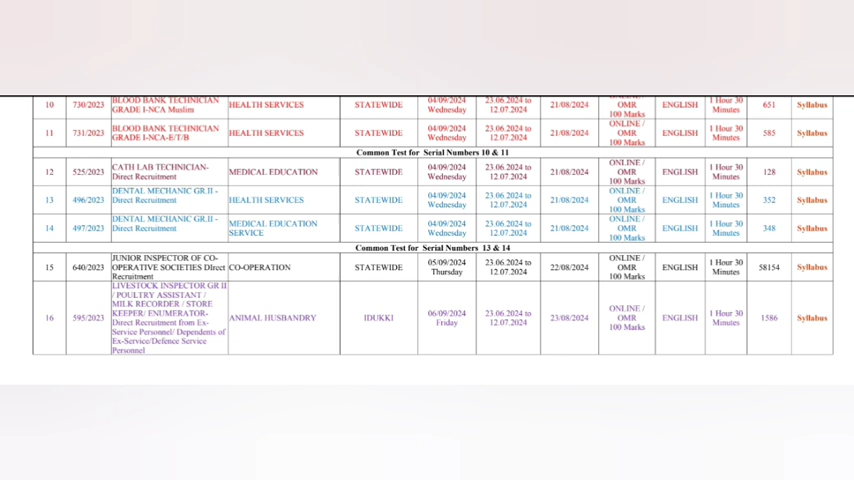 10 730/2023 BLOOD BANK TECHNICIAN GRADE I-NCA Muslim HEALTH SERVICES STATEWIDE 04/09/2024 Wednesday 23.06.2024 to 12.07.2024 21/08/2024 OMR 100 Marks ENGLISH 1 Hour 30 Minutes 651 Syllabus
11 731/2023 BLOOD BANK TECHNICIAN GRADE I-NCA-E/T/B HEALTH SERVICES STATEWIDE 04/09/2024 Wednesday 23.06.2024 to 12.07.2024 21/08/2024 ONLINE / OMR 100 Marks ENGLISH 1 Hour 30 Minutes 585 Syllabus
Common Test for Serial Numbers 10 & 11
12 525/2023 CATH LAB TECHNICIAN- Direct Recruitment MEDICAL EDUCATION STATEWIDE 04/09/2024 Wednesday 23.06.2024 to 12.07.2024 21/08/2024 ONLINE / OMR 100 Marks ENGLISH 1 Hour 30 Minutes 128 Syllabus
13 496/2023 DENTAL MECHANIC GR.II - Direct Recruitment HEALTH SERVICES STATEWIDE 04/09/2024 Wednesday 23.06.2024 to 12.07.2024 21/08/2024 ONLINE / OMR 100 Marks ENGLISH 1 Hour 30 Minutes 352 Syllabus
14 497/2023 DENTAL MECHANIC GR.II - Direct Recruitment MEDICAL EDUCATION SERVICE STATEWIDE 04/09/2024 Wednesday 23.06.2024 to 12.07.2024 21/08/2024 ONLINE / OMR 100 Marks ENGLISH 1 Hour 30 Minutes 348 Syllabus
Common Test for Serial Numbers 13 & 14
15 640/2023 JUNIOR INSPECTOR OF CO-OPERATIVE SOCIETIES DIrect Recruitment CO-OPERATION STATEWIDE 05/09/2024 Thursday 23.06.2024 to 12.07.2024 22/08/2024 ONLINE / OMR 100 Marks ENGLISH 1 Hour 30 Minutes 58154 Syllabus
16 595/2023 LIVESTOCK INSPECTOR GR II / POULTRY ASSISTANT / MILK RECORDER / STORE KEEPER/ ENUMERATOR- Direct Recruitment from Ex-Service Personnel/ Dependents of Ex-Service/Defence Service Personnel ANIMAL HUSBANDRY IDUKKI 06/09/2024 Friday 23.06.2024 to 12.07.2024 23/08/2024 ONLINE / OMR 100 Marks ENGLISH 1 Hour 30 Minutes 1586 Syllabus